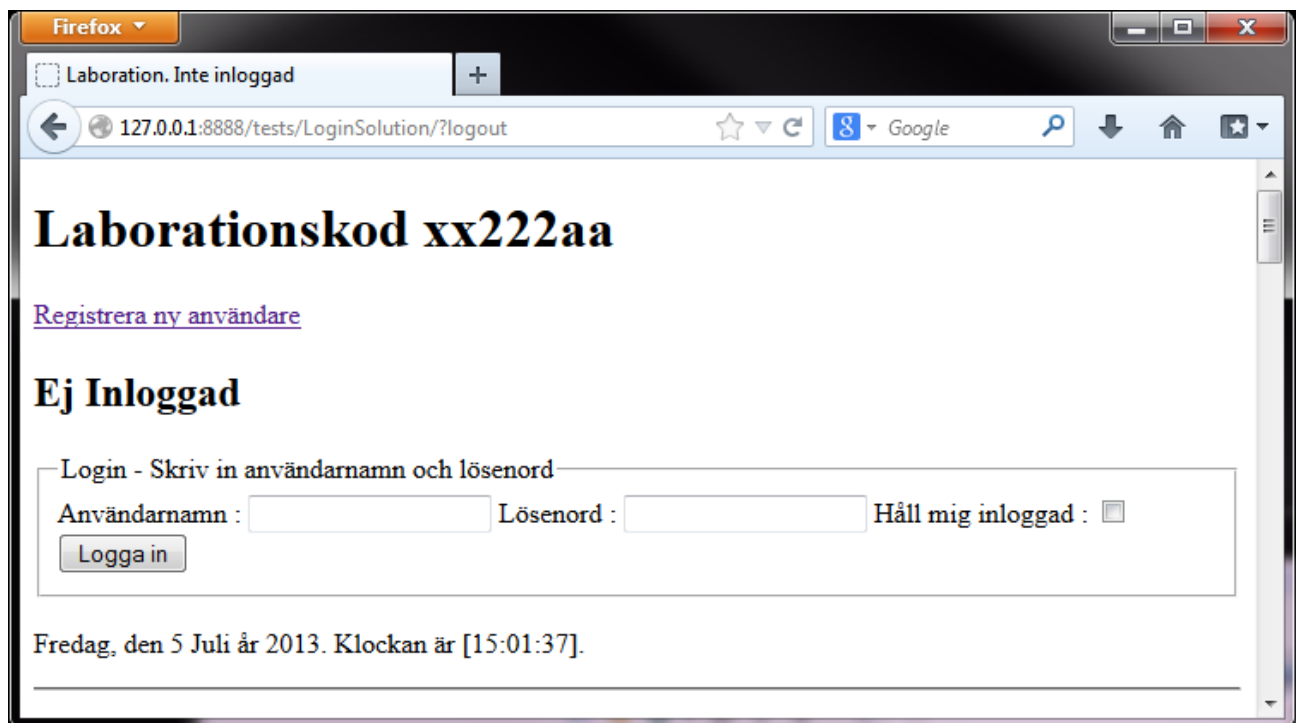 Firefox
Laboration. Inte inloggad
127.0.0.1:8888/tests/LoginSolution/?logout
Google
Laborationskod xx222aa
Registrera ny användare
Ej Inloggad
Login - Skriv in användarnamn och lösenord
Användarnamn : Lösenord : Håll mig inloggad :
Logga in
Fredag, den 5 Juli år 2013. Klockan är [15:01:37].